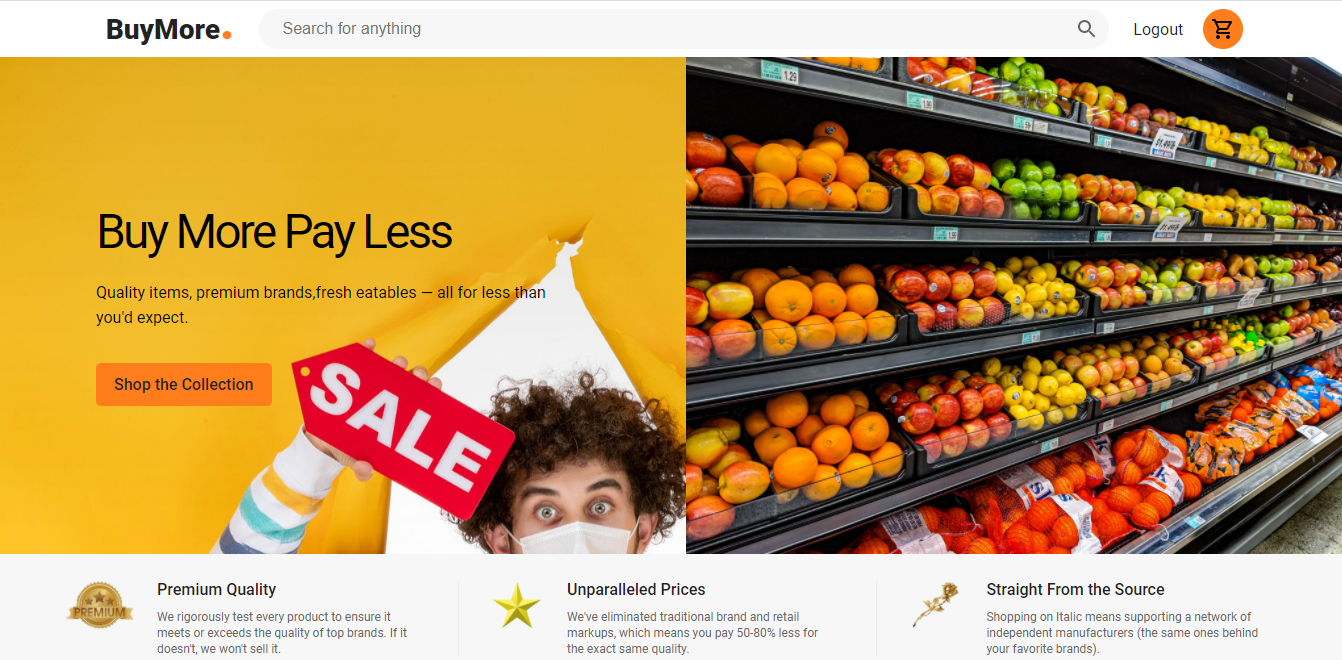 BuyMore.
Search for anything
Logout
Buy More Pay Less
Quality items, premium brands,fresh eatables — all for less than
you'd expect.
Shop the Collection
SALE
1.29
PREMIUM
Premium Quality
We rigorously test every product to ensure it
meets or exceeds the quality of top brands. If it
doesn't, we won't sell it.
Unparalleled Prices
We've eliminated traditional brand and retail
markups, which means you pay 50-80% less for
the exact same quality.
Straight From the Source
Shopping on Italic means supporting a network of
independent manufacturers (the same ones behind
your favorite brands).